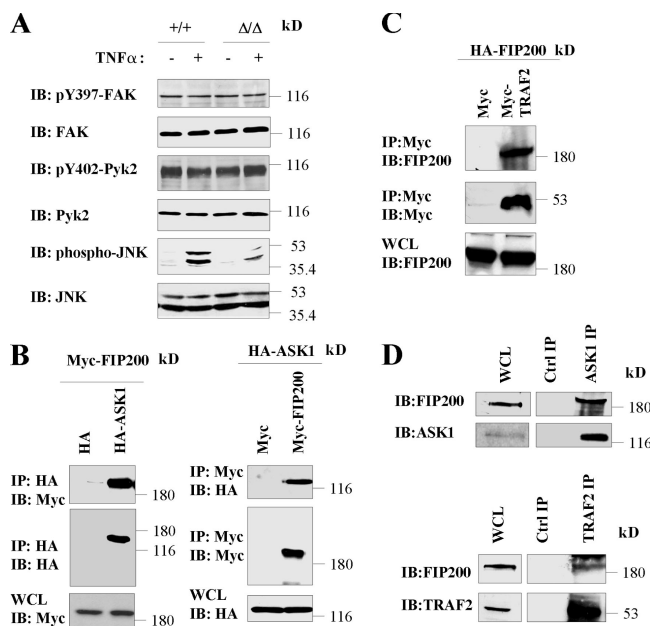 A
+/+ Δ/Δ kD
TNFα: - + - +
IB: pY397-FAK 116
IB: FAK 116
IB: pY402-Pyk2 116
IB: Pyk2 116
IB: phospho-JNK 53
35.4
IB: JNK 53
35.4
B
Myc-FIP200 kD
HA
HA-ASK1
IP: HA
IB: Myc 180
IP: HA
IB: HA
180
116
WCL
IB: Myc 180
HA-ASK1 kD
Myc
Myc-FIP200
IP: Myc
IB: HA 116
IP: Myc
IB: Myc 180
WCL
IB: HA 116
C
HA-FIP200 kD
Myc
Myc-
TRAF2
IP:Myc
IB:FIP200 180
IP:Myc
IB:Myc 53
WCL
IB:FIP200 180
D
WCL
Ctrl IP
ASK1 IP
kD
IB:FIP200 180
IB:ASK1 116
WCL
Ctrl IP
TRAF2 IP
kD
IB:FIP200 180
IB:TRAF2 53